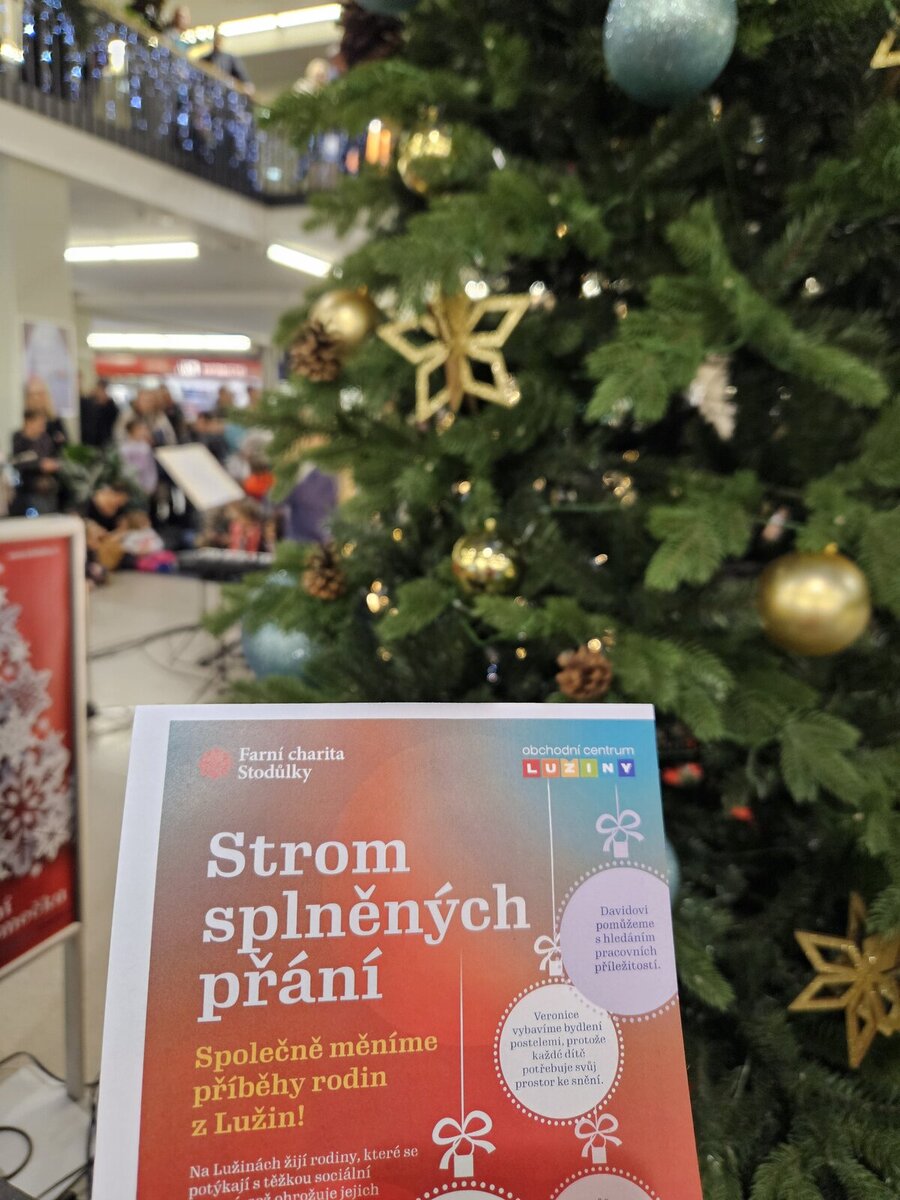 Farní charita
Stodůlky
obchodní centrum
LUŽINY
Strom
splněných
přání
Společně měníme
příběhy rodin
z Lužin!
Na Lužinách žijí rodiny, které se
potýkají s těžkou sociální
ohrožuje jejich
Davidovi
pomůžeme
s hledáním
pracovních
příležitostí.
Veronice
vybavíme bydlení
postelemi, protože
každé dítě
potřebuje svůj
prostor ke snění.